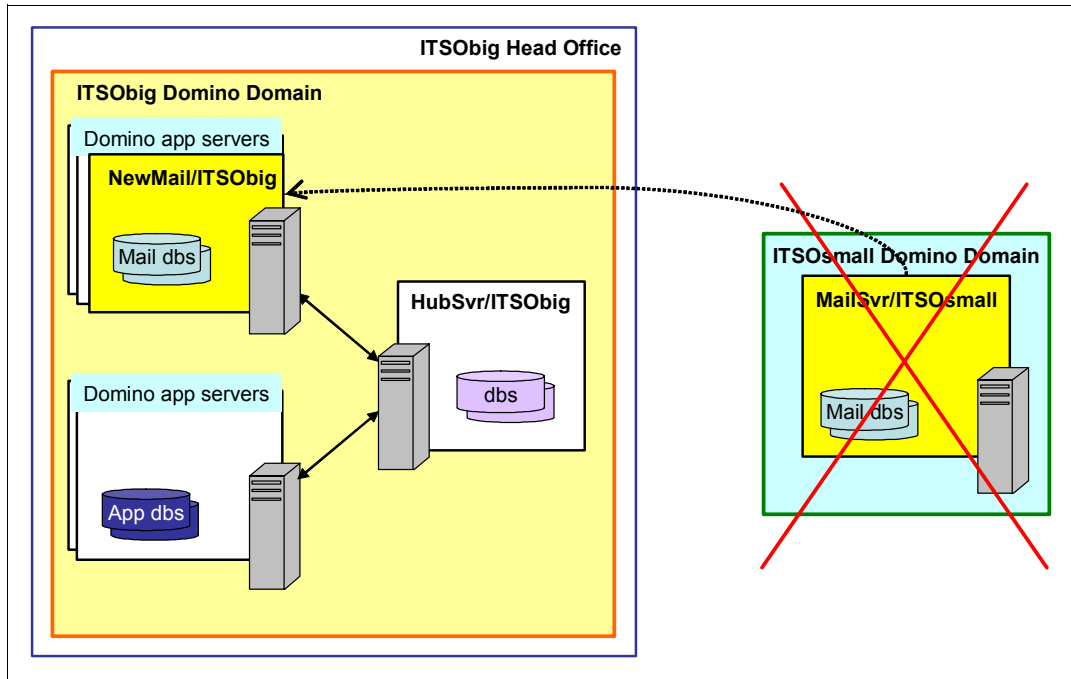 ITSObig Head Office
ITSObig Domino Domain
Domino app servers
NewMail/ITSObig
Mail dbs
HubSvr/ITSObig
dbs
Domino app servers
App dbs
ITSOsmall Domino Domain
MailSvr/ITSOsmall
Mail dbs